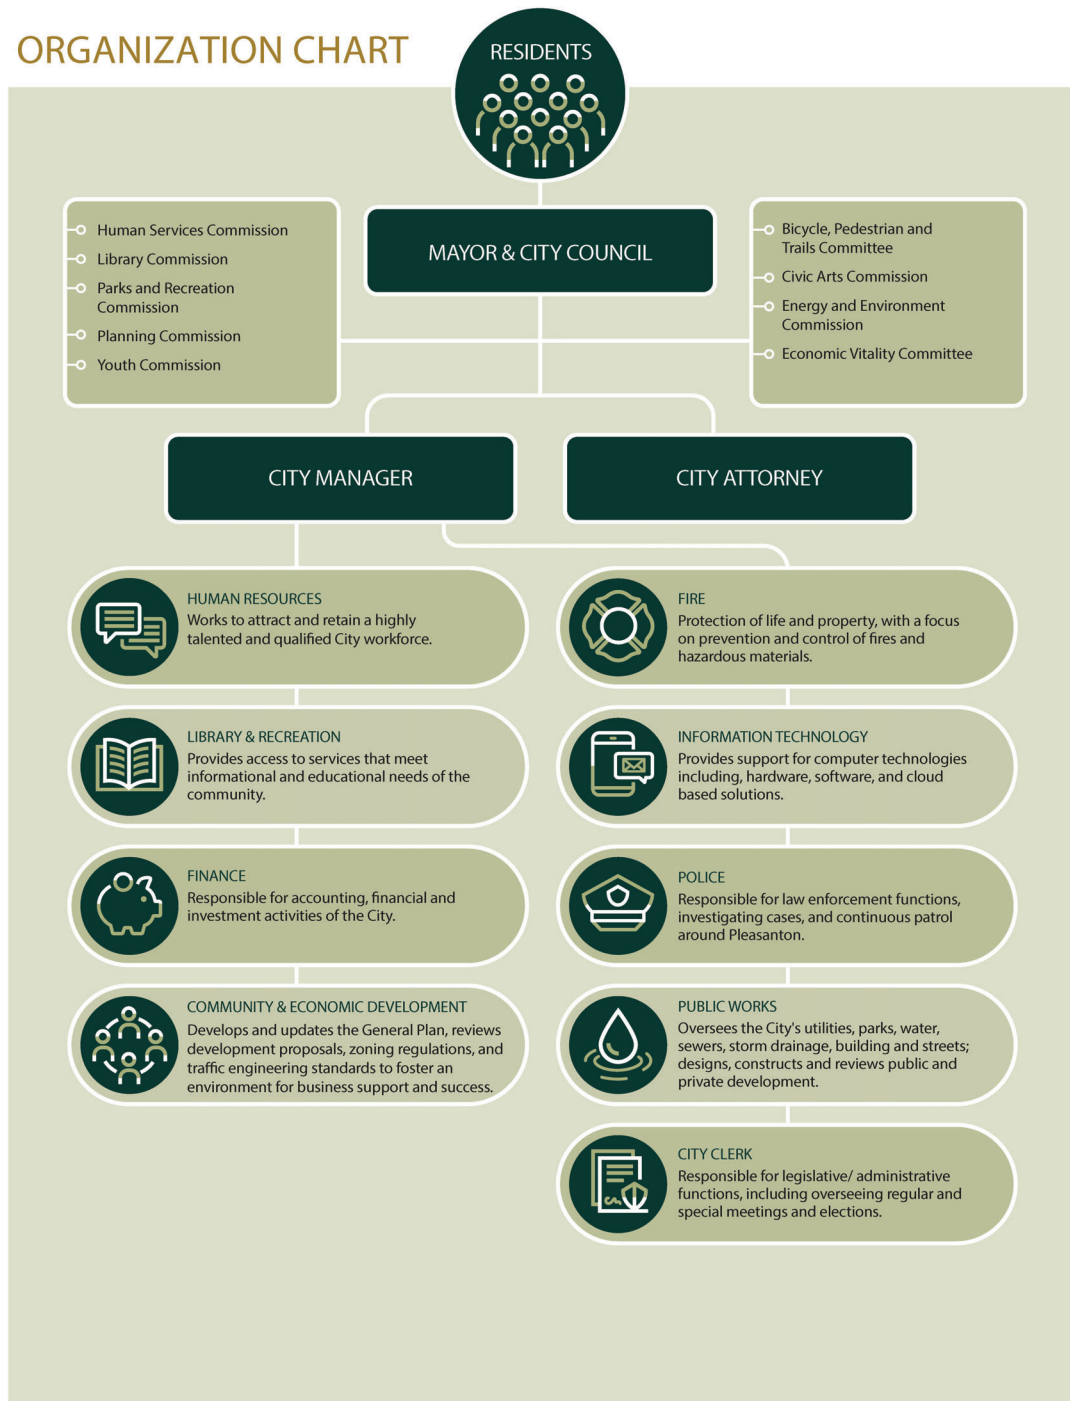 ORGANIZATION CHART
RESIDENTS
MAYOR & CITY COUNCIL
Human Services Commission
Library Commission
Parks and Recreation
Commission
Planning Commission
Youth Commission
Bicycle, Pedestrian and
Trails Committee
Civic Arts Commission
Energy and Environment
Commission
Economic Vitality Committee
CITY MANAGER
CITY ATTORNEY
HUMAN RESOURCES
Works to attract and retain a highly
talented and qualified City workforce.
LIBRARY & RECREATION
Provides access to services that meet
informational and educational needs of the
community.
FINANCE
Responsible for accounting, financial and
investment activities of the City.
COMMUNITY & ECONOMIC DEVELOPMENT
Develops and updates the General Plan, reviews
development proposals, zoning regulations, and
traffic engineering standards to foster an
environment for business support and success.
FIRE
Protection of life and property, with a focus
on prevention and control of fires and
hazardous materials.
INFORMATION TECHNOLOGY
Provides support for computer technologies
including, hardware, software, and cloud
based solutions.
POLICE
Responsible for law enforcement functions,
investigating cases, and continuous patrol
around Pleasanton.
PUBLIC WORKS
Oversees the City's utilities, parks, water,
sewers, storm drainage, building and streets;
designs, constructs and reviews public and
private development.
CITY CLERK
Responsible for legislative/ administrative
functions, including overseeing regular and
special meetings and elections.